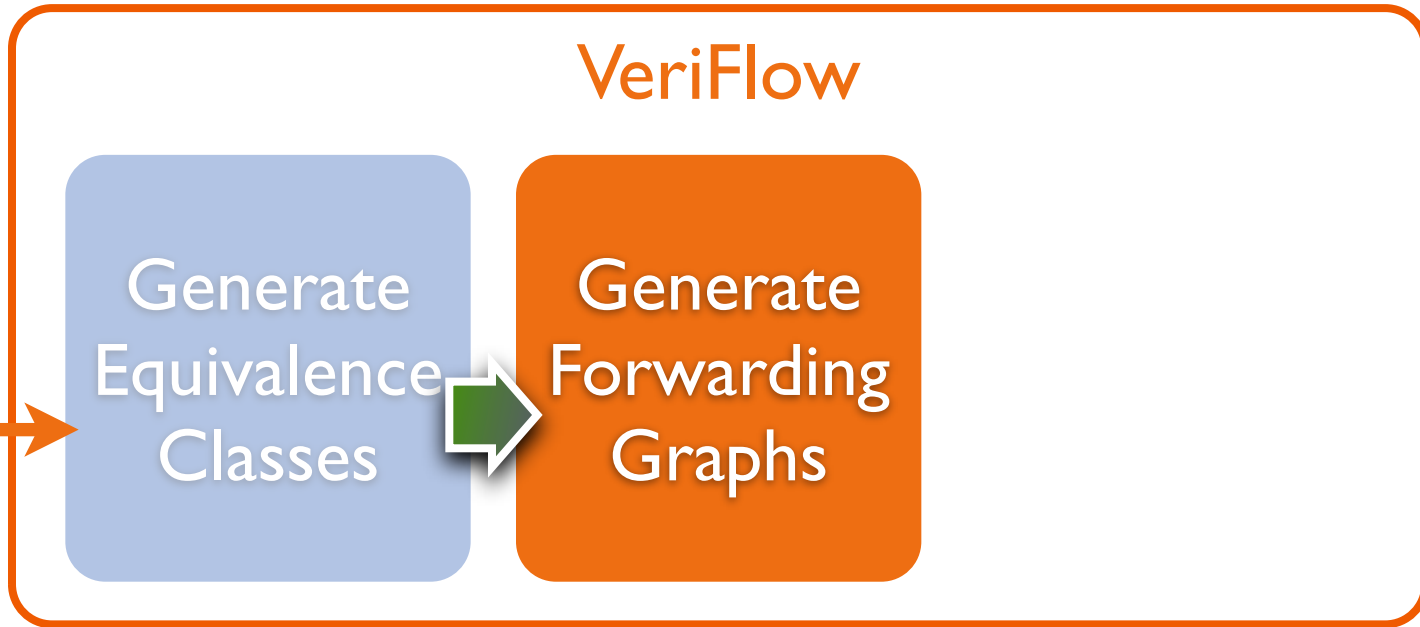 VeriFlow
Generate
Equivalence
Classes
Generate
Forwarding
Graphs